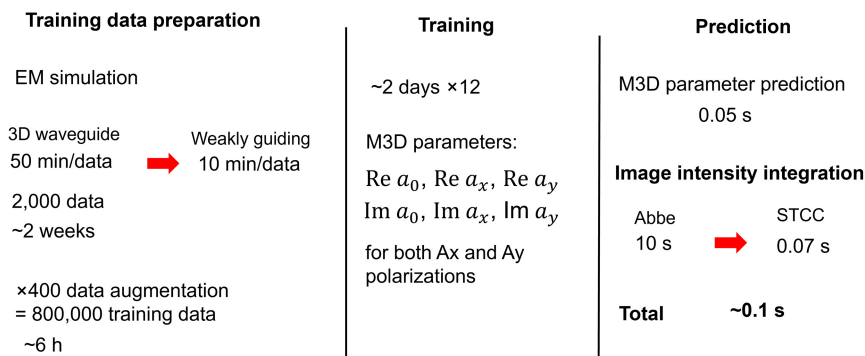 Training data preparation
EM simulation
3D waveguide
50 min/data
Weakly guiding
10 min/data
2,000 data
~2 weeks
×400 data augmentation
= 800,000 training data
~6 h
Training
~2 days ×12
M3D parameters:
Re a₀, Re aₓ, Re a_y
Im a₀, Im aₓ, Im a_y
for both Ax and Ay
polarizations
Prediction
M3D parameter prediction
0.05 s
Image intensity integration
Abbe
10 s
STCC
0.07 s
Total ~0.1 s